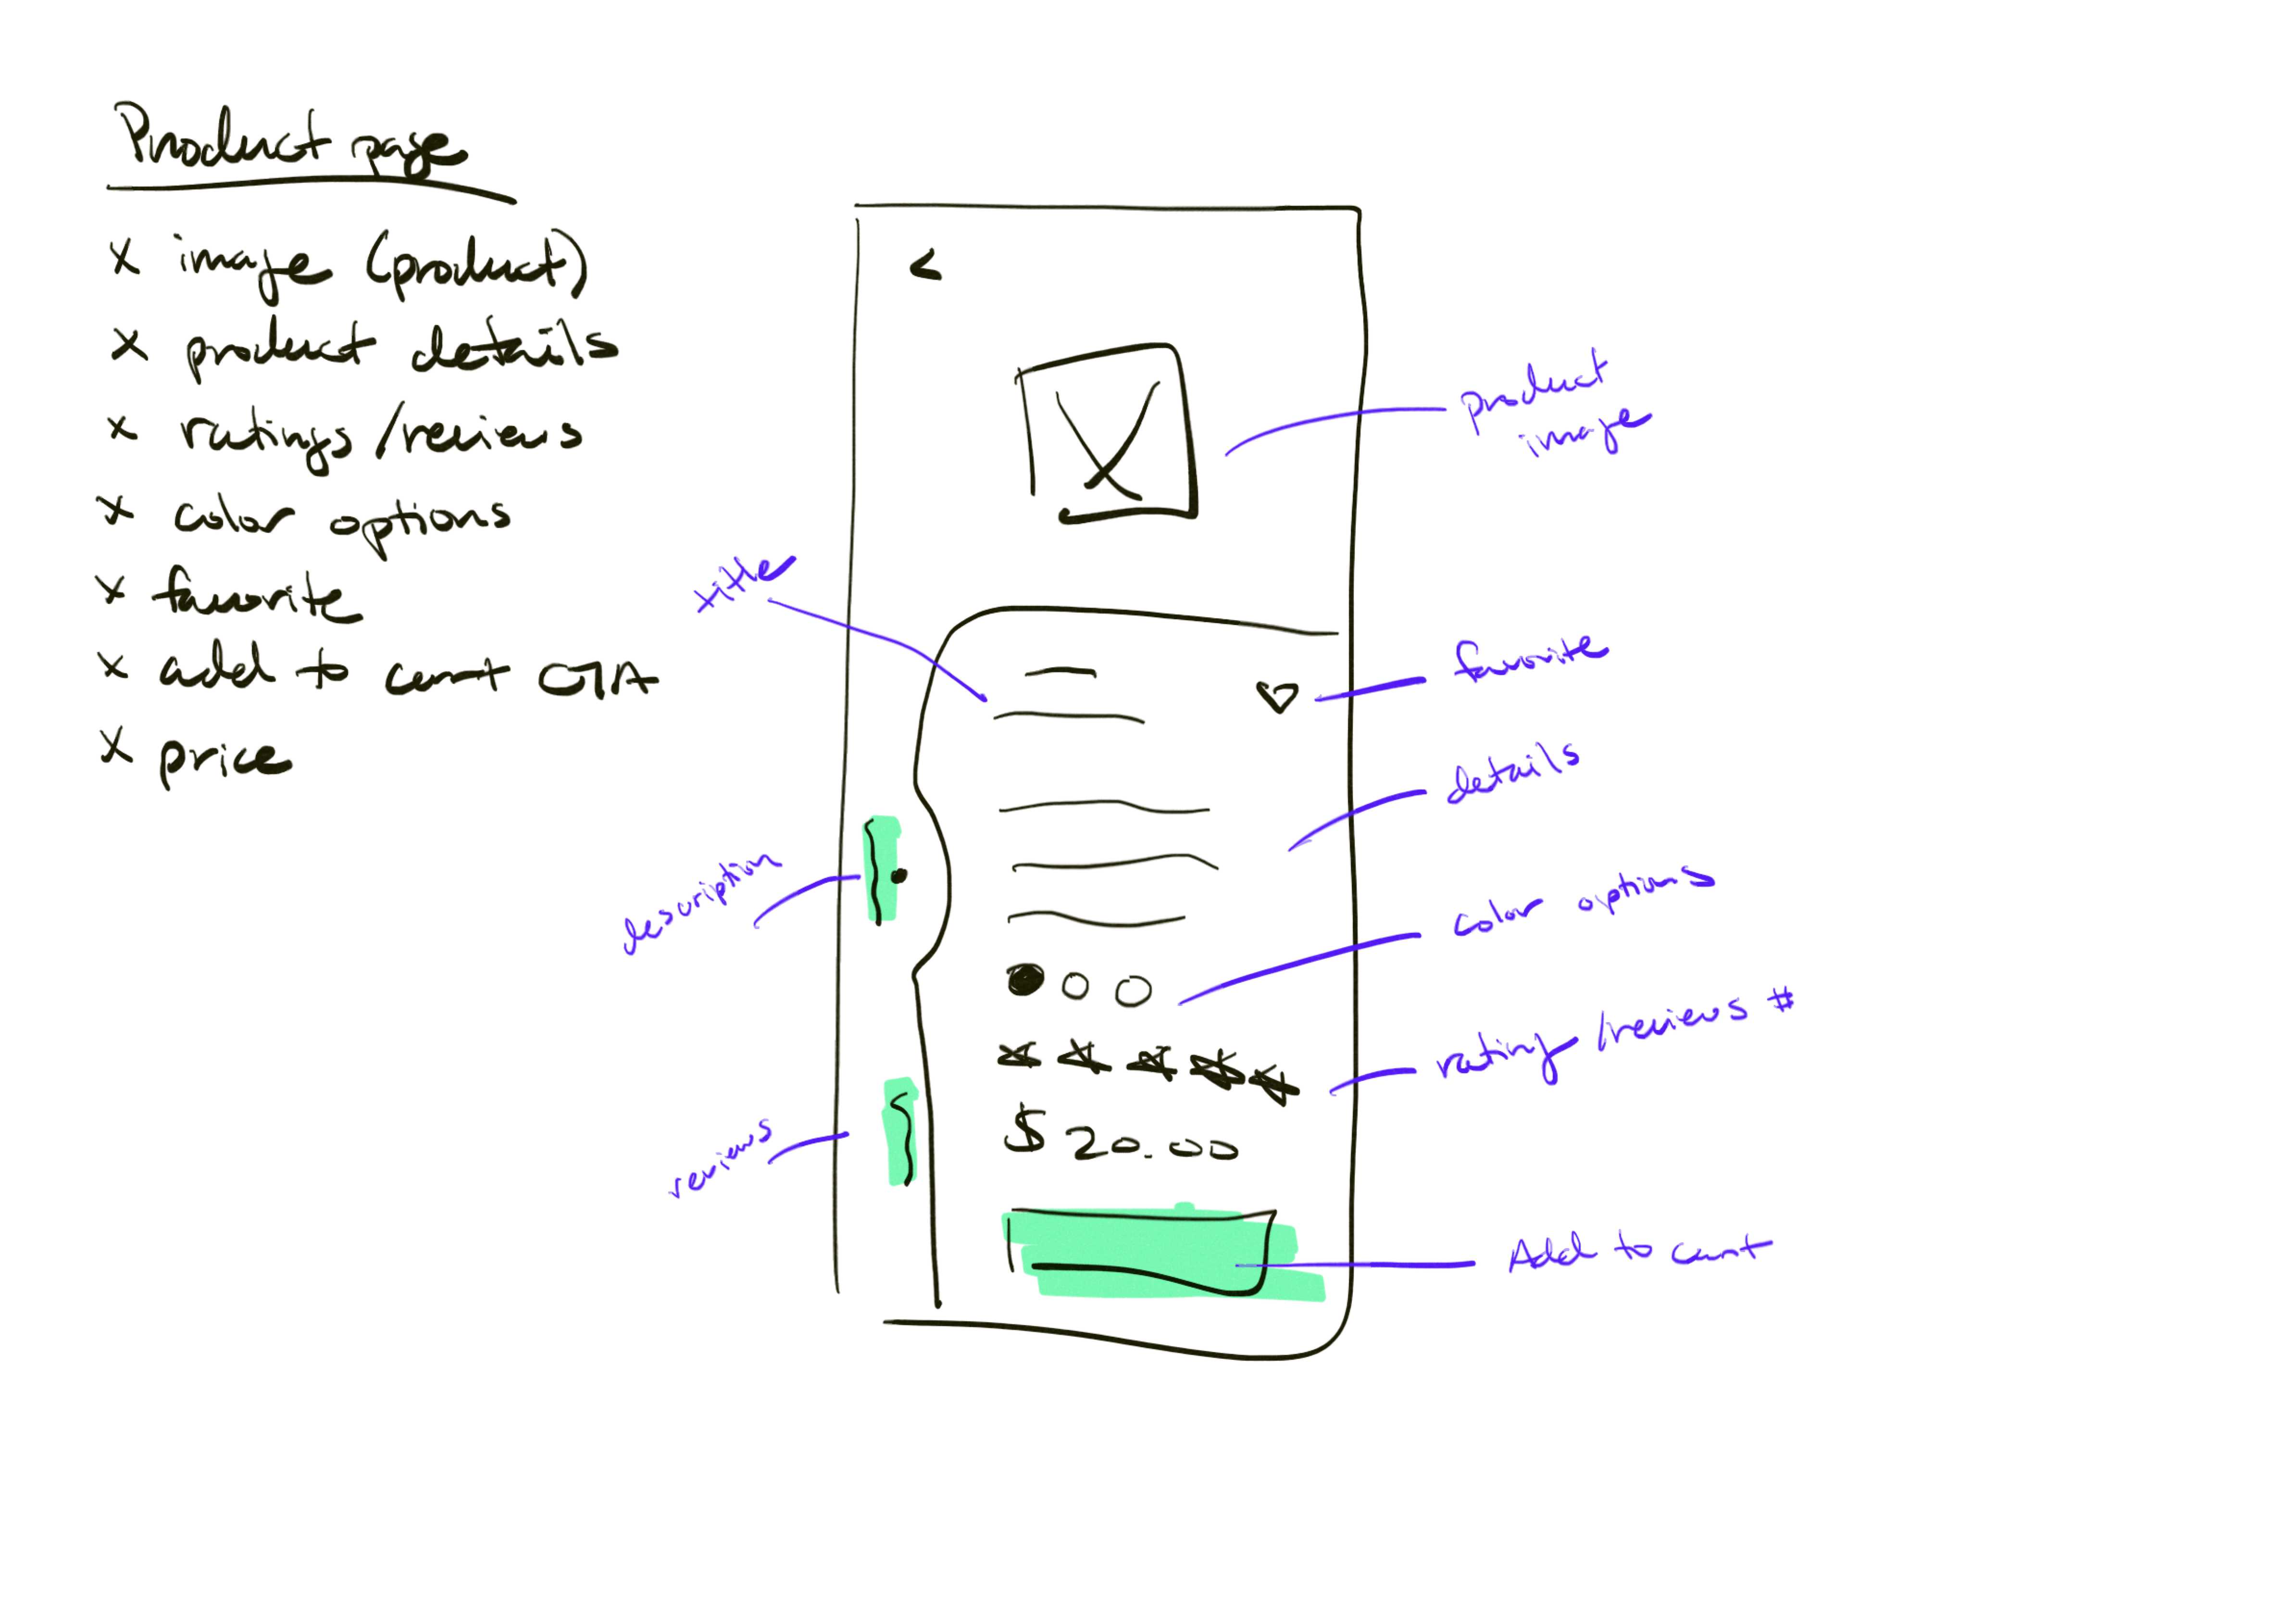 Product page
x image (product)
x product details
x ratings/reviews
x color options
x favorite
x add to cart CTA
x price
<
product
image
title
favorite
details
description
color options
rating/reviews #
$20.00
reviews
Add to cart